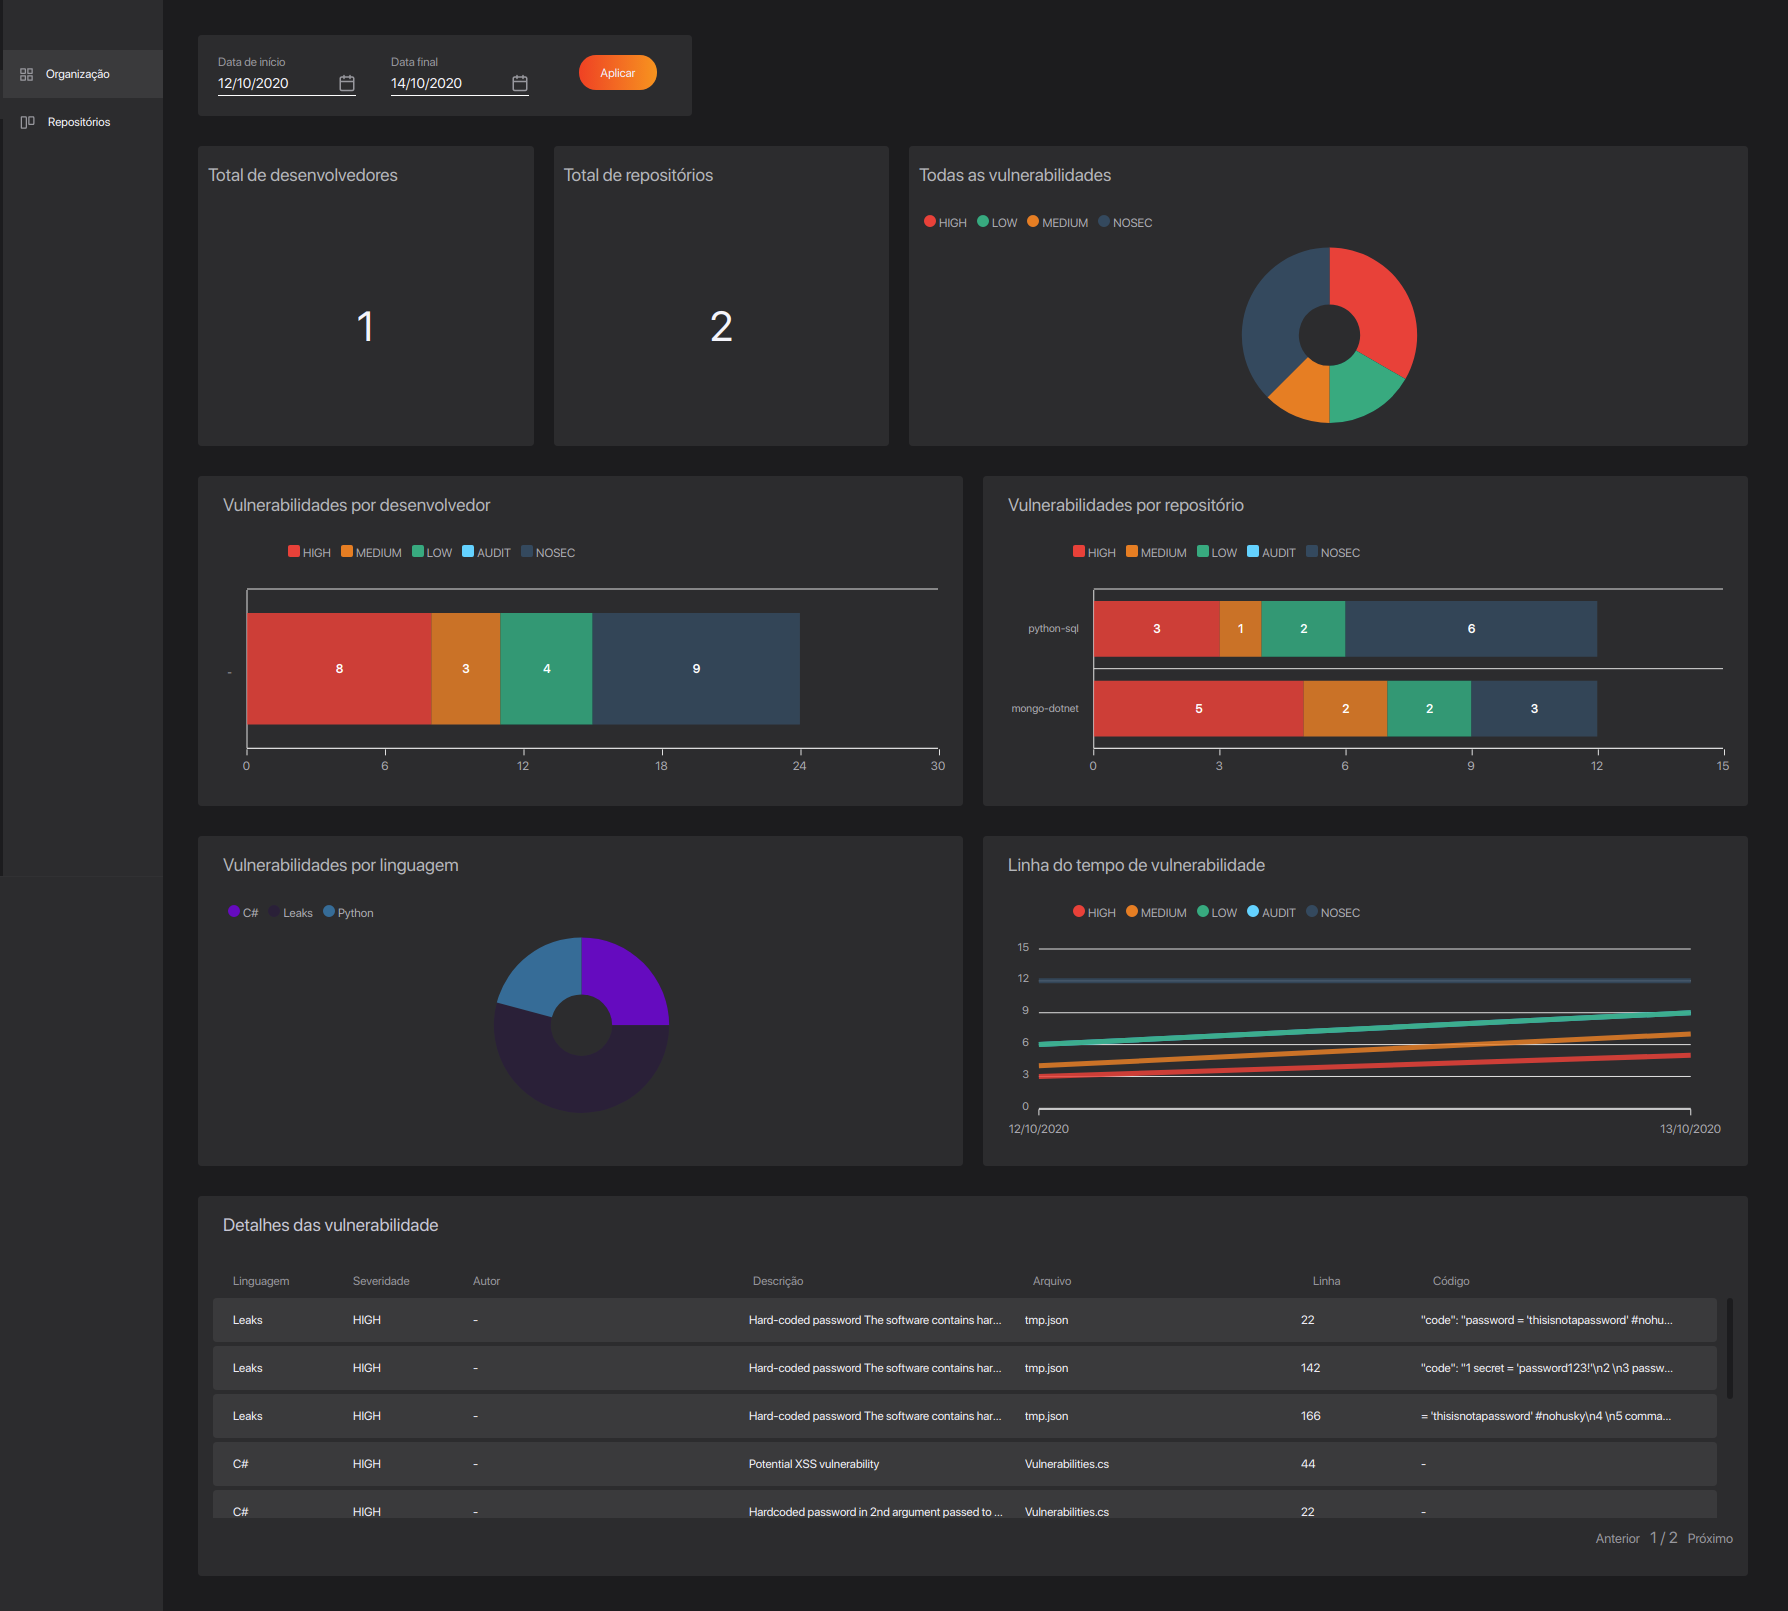 Organização
Repositórios
Data de início
Data final
12/10/2020
14/10/2020
Aplicar
Total de desenvolvedores
1
Total de repositórios
2
Todas as vulnerabilidades
HIGH LOW MEDIUM NOSEC
Vulnerabilidades por desenvolvedor
HIGH MEDIUM LOW AUDIT NOSEC
8 3 4 9
-
0 6 12 18 24 30
Vulnerabilidades por repositório
HIGH MEDIUM LOW AUDIT NOSEC
python-sql 3 1 2 6
mongo-dotnet 5 2 2 3
0 3 6 9 12 15
Vulnerabilidades por linguagem
C# Leaks Python
Linha do tempo de vulnerabilidade
HIGH MEDIUM LOW AUDIT NOSEC
15
12
9
6
3
0
12/10/2020 13/10/2020
Detalhes das vulnerabilidade
Linguagem Severidade Autor Descrição Arquivo Linha Código
Leaks HIGH - Hard-coded password The software contains har... tmp.json 22 "code": "password = 'thisisnotapassword' #nohu...
Leaks HIGH - Hard-coded password The software contains har... tmp.json 142 "code": "1 secret = 'password123!'\n2 \n3 passw...
Leaks HIGH - Hard-coded password The software contains har... tmp.json 166 = 'thisisnotapassword' #nohusky\n4 \n5 comma...
C# HIGH - Potential XSS vulnerability Vulnerabilities.cs 44 -
C# HIGH - Hardcoded password in 2nd argument passed to ... Vulnerabilities.cs 22 -
Anterior 1 / 2 Próximo